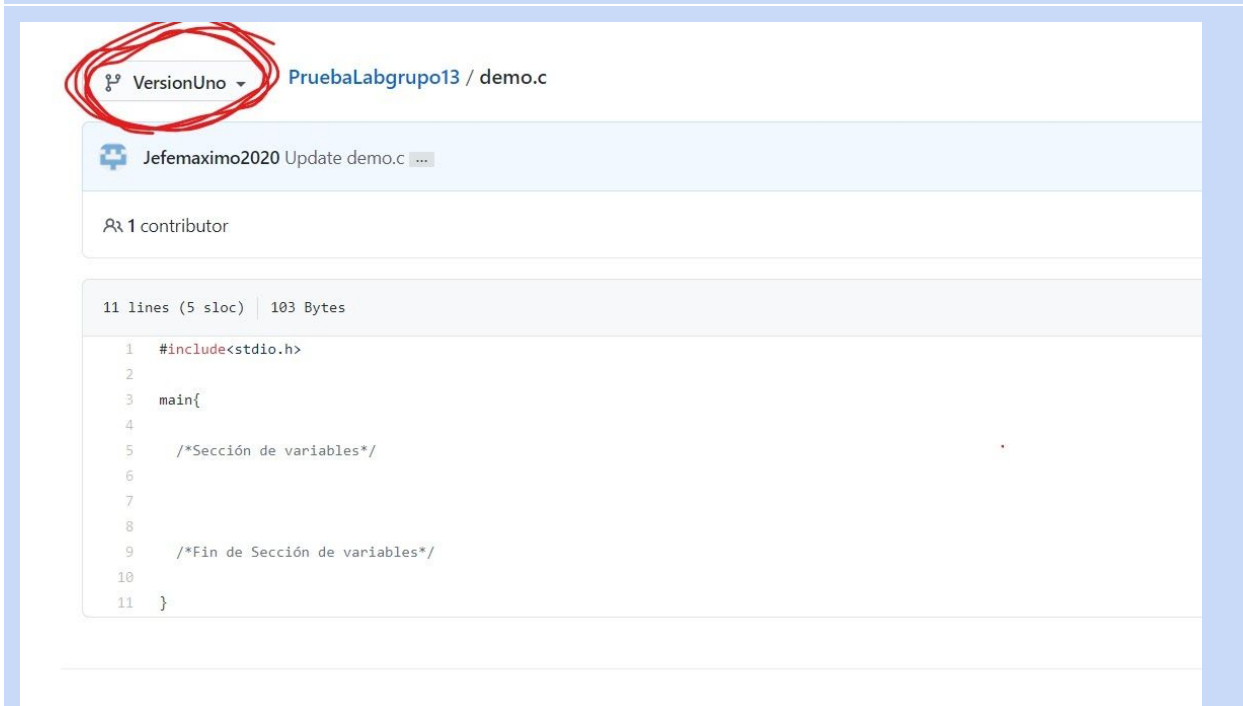 VersionUno PruebaLabgrupo13 / demo.c
Jefemaximo2020 Update demo.c ...
1 contributor
11 lines (5 sloc) 103 Bytes
1 #include<stdio.h>
2
3 main{
4
5 /*Sección de variables*/
6
7
8
9 /*Fin de Sección de variables*/
10
11 }